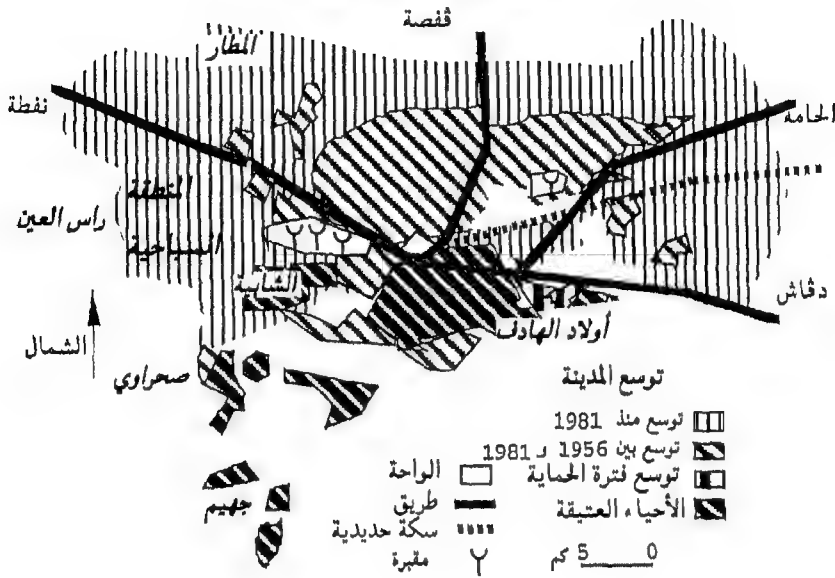 ڤفصة
المطار
نفطة
الحامة
المنطقة
راس العين
السياحية
الشابية
دڤاش
أولاد الهادف
الشمال
صحراوي
توسع المدينة
توسع منذ 1981
توسع بين 1956 و 1981
توسع فترة الحماية
الأحياء العتيقة
الواحة
طريق
سكة حديدية
مقبرة
جهيم
0 5 كم